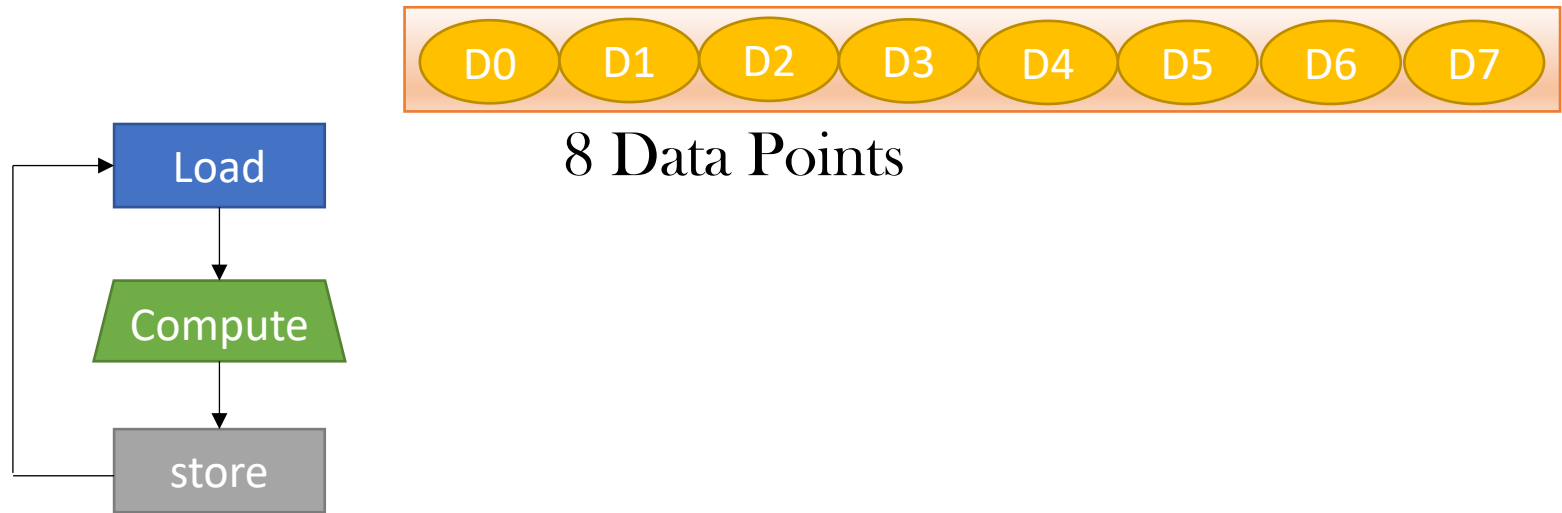 D0 D1 D2 D3 D4 D5 D6 D7
8 Data Points
Load
Compute
store